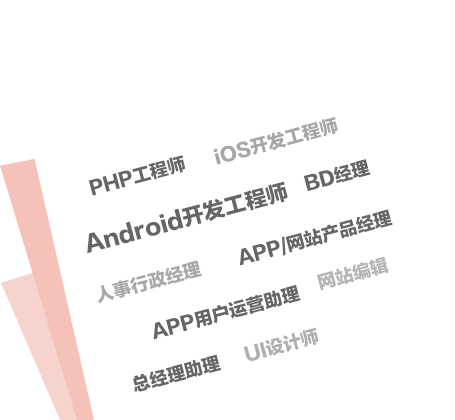 PHP工程师 iOS开发工程师
Android开发工程师 BD经理
人事行政经理 APP/网站产品经理
APP用户运营助理 网站编辑
总经理助理 UI设计师